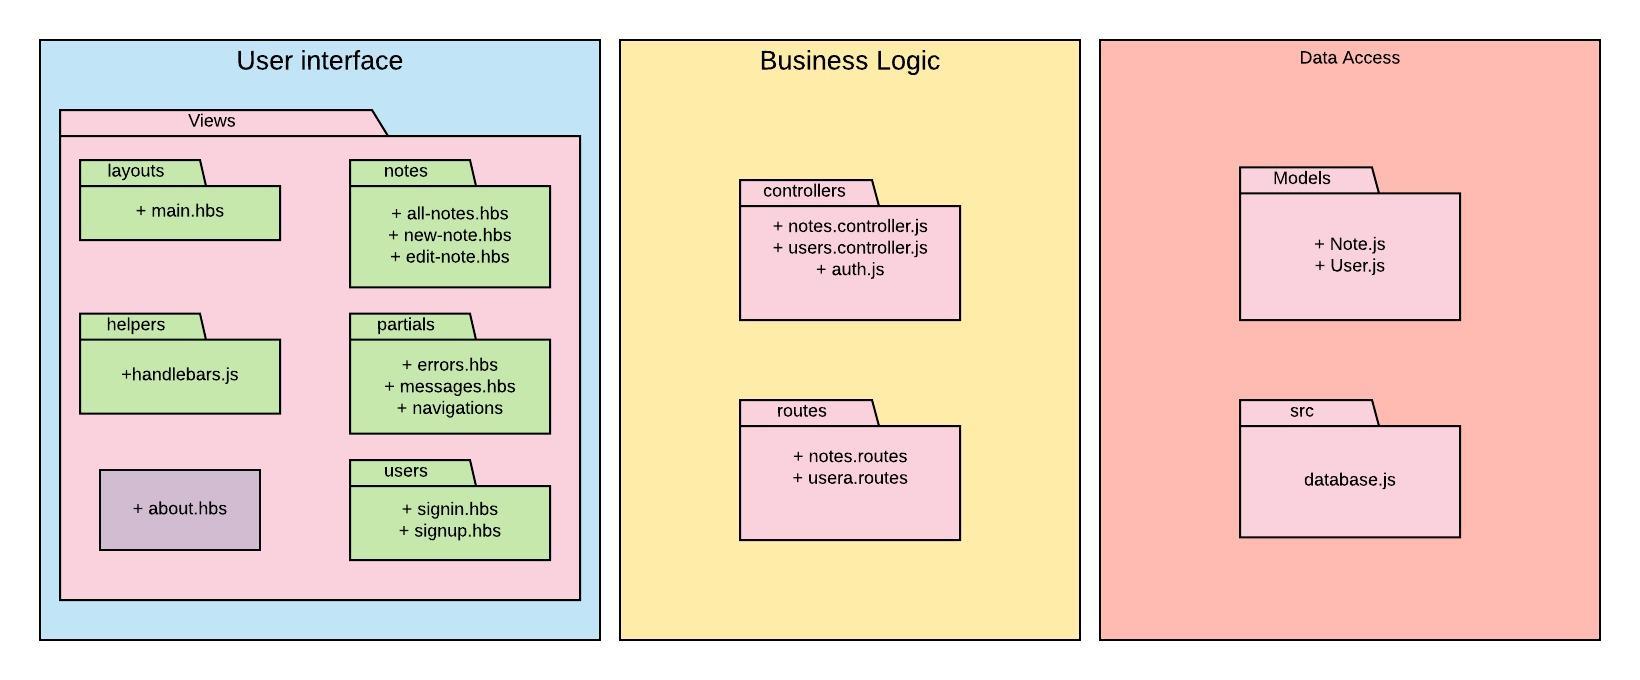 User interface
Views
layouts
+ main.hbs
notes
+ all-notes.hbs
+ new-note.hbs
+ edit-note.hbs
helpers
+handlebars.js
partials
+ errors.hbs
+ messages.hbs
+ navigations
+ about.hbs
users
+ signin.hbs
+ signup.hbs
Business Logic
controllers
+ notes.controller.js
+ users.controller.js
+ auth.js
routes
+ notes.routes
+ usera.routes
Data Access
Models
+ Note.js
+ User.js
src
database.js